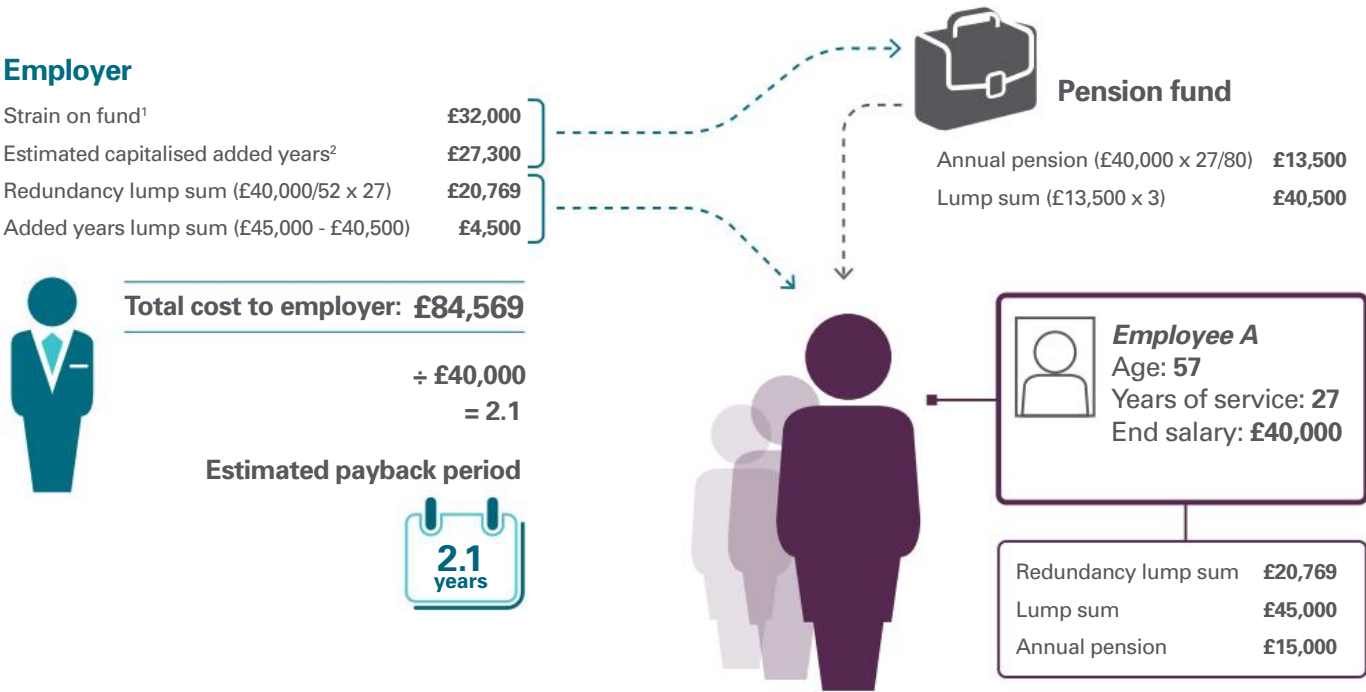 Employer
Strain on fund¹ £32,000
Estimated capitalised added years² £27,300
Redundancy lump sum (£40,000/52 x 27) £20,769
Added years lump sum (£45,000 - £40,500) £4,500
Total cost to employer: £84,569
÷ £40,000
= 2.1
Estimated payback period
2.1
years
Pension fund
Annual pension (£40,000 x 27/80) £13,500
Lump sum (£13,500 x 3) £40,500
Employee A
Age: 57
Years of service: 27
End salary: £40,000
Redundancy lump sum £20,769
Lump sum £45,000
Annual pension £15,000